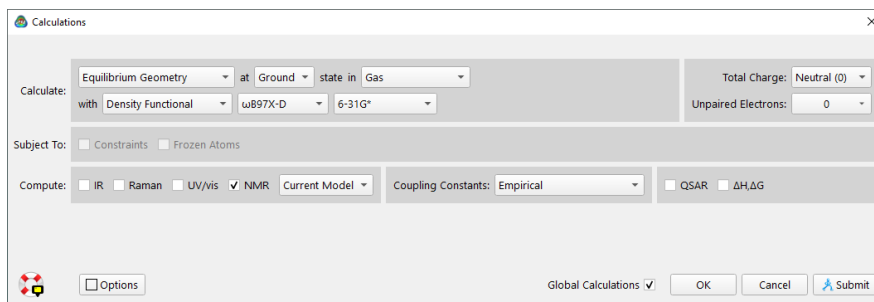 Calculations
Calculate: Equilibrium Geometry at Ground state in Gas Total Charge: Neutral (0)
with Density Functional ωB97X-D 6-31G* Unpaired Electrons: 0
Subject To: Constraints Frozen Atoms
Compute: IR Raman UV/vis NMR Current Model Coupling Constants: Empirical QSAR ΔH,ΔG
Options Global Calculations OK Cancel Submit